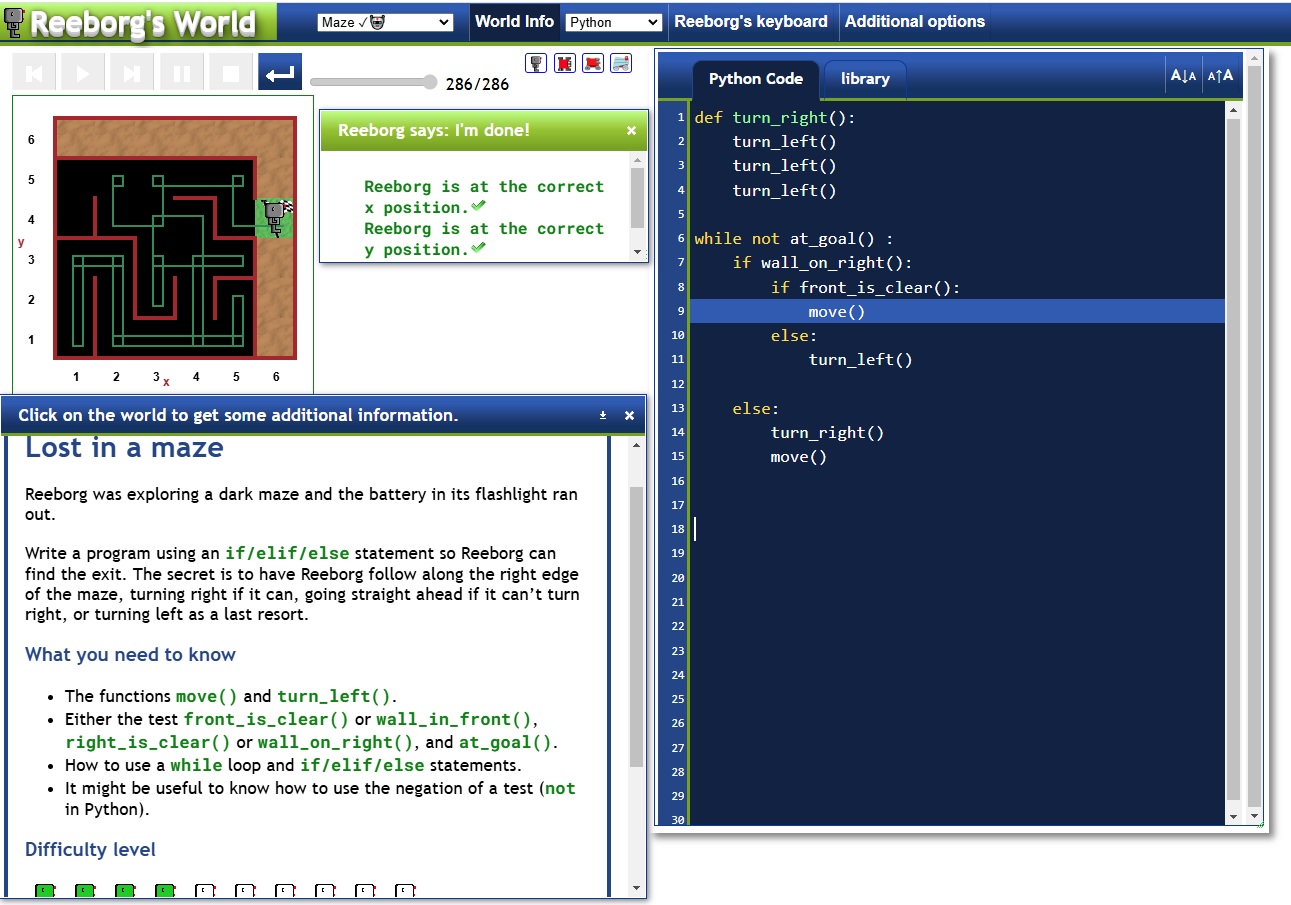 Reeborg's World
Maze ✓
World Info
Python
Reeborg's keyboard
Additional options
286/286
6
5
4
y
3
2
1
1 2 3 x 4 5 6
Reeborg says: I'm done!
×
Reeborg is at the correct
x position.✔
Reeborg is at the correct
y position.✔
Click on the world to get some additional information.
×
Lost in a maze
Reeborg was exploring a dark maze and the battery in its flashlight ran
out.
Write a program using an if/elif/else statement so Reeborg can
find the exit. The secret is to have Reeborg follow along the right edge
of the maze, turning right if it can, going straight ahead if it can’t turn
right, or turning left as a last resort.
What you need to know
• The functions move() and turn_left().
• Either the test front_is_clear() or wall_in_front(),
right_is_clear() or wall_on_right(), and at_goal().
• How to use a while loop and if/elif/else statements.
• It might be useful to know how to use the negation of a test (not
in Python).
Difficulty level
Python Code
library
A↓A
A↑A
1 def turn_right():
2 turn_left()
3 turn_left()
4 turn_left()
5
6 while not at_goal() :
7 if wall_on_right():
8 if front_is_clear():
9 move()
10 else:
11 turn_left()
12
13 else:
14 turn_right()
15 move()
16
17
18
19
20
21
22
23
24
25
26
27
28
29
30